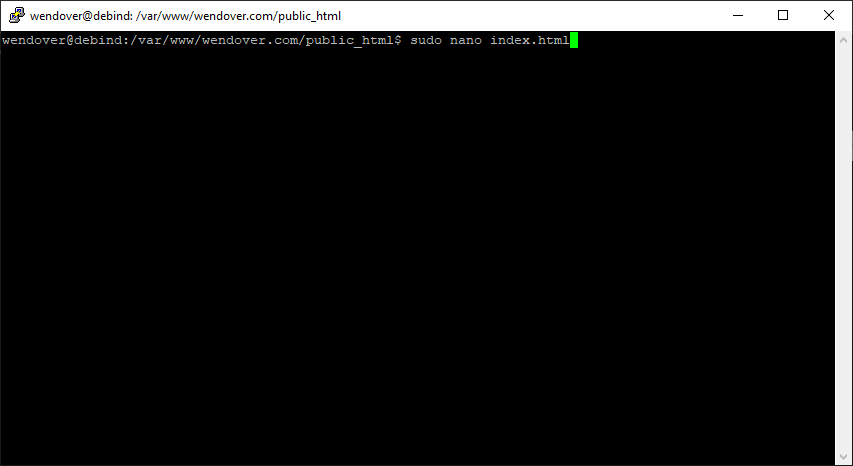 wendover@debind: /var/www/wendover.com/public_html
wendover@debind:/var/www/wendover.com/public_html$ sudo nano index.html